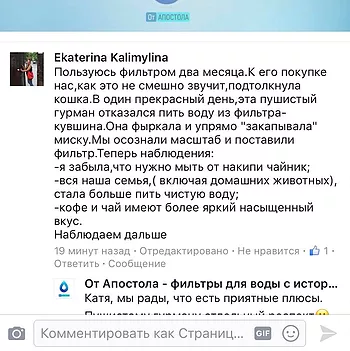 От АПОСТОЛА
Ekaterina Kalimylina
Пользуюсь фильтром два месяца.К его покупке
нас,как это не смешно звучит,подтолкнула
кошка.В один прекрасный день,эта пушистый
гурман отказался пить воду из фильтра-
кувшина.Она фыркала и упрямо "закапывала"
миску.Мы осознали масштаб и поставили
фильтр.Теперь наблюдения:
-я забыла,что нужно мыть от накипи чайник;
-вся наша семья,( включая домашних животных),
стала больше пить чистую воду;
-кофе и чай имеют более яркий насыщенный
вкус.
Наблюдаем дальше
19 минут назад · Отредактировано · Не нравится · 1 ·
Ответить · Сообщение
От Апостола - фильтры для воды с истор...
Катя, мы рады, что есть приятные плюсы.
Пушистому гурману отдельный респект
Комментировать как Страниц...
GIF